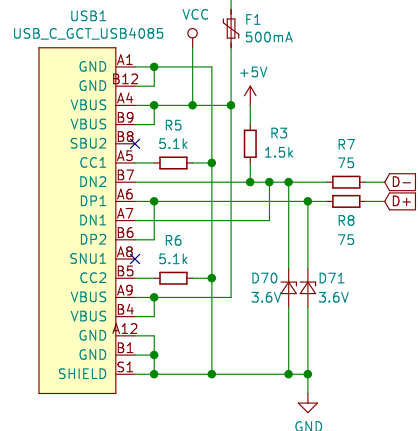 USB1
USB_C_GCT_USB4085
VCC
F1
500mA
+5V
GND A1
GND B12
VBUS A4
VBUS B9
SBU2 B8
CC1 A5
DN2 B7
DP1 A6
DN1 A7
DP2 B6
SNU1 A8
CC2 B5
VBUS A9
VBUS B4
GND A12
GND B1
SHIELD S1
R5
5.1k
R3
1.5k
R7
75
D-
D+
R8
75
R6
5.1k
D70
3.6V
D71
3.6V
GND